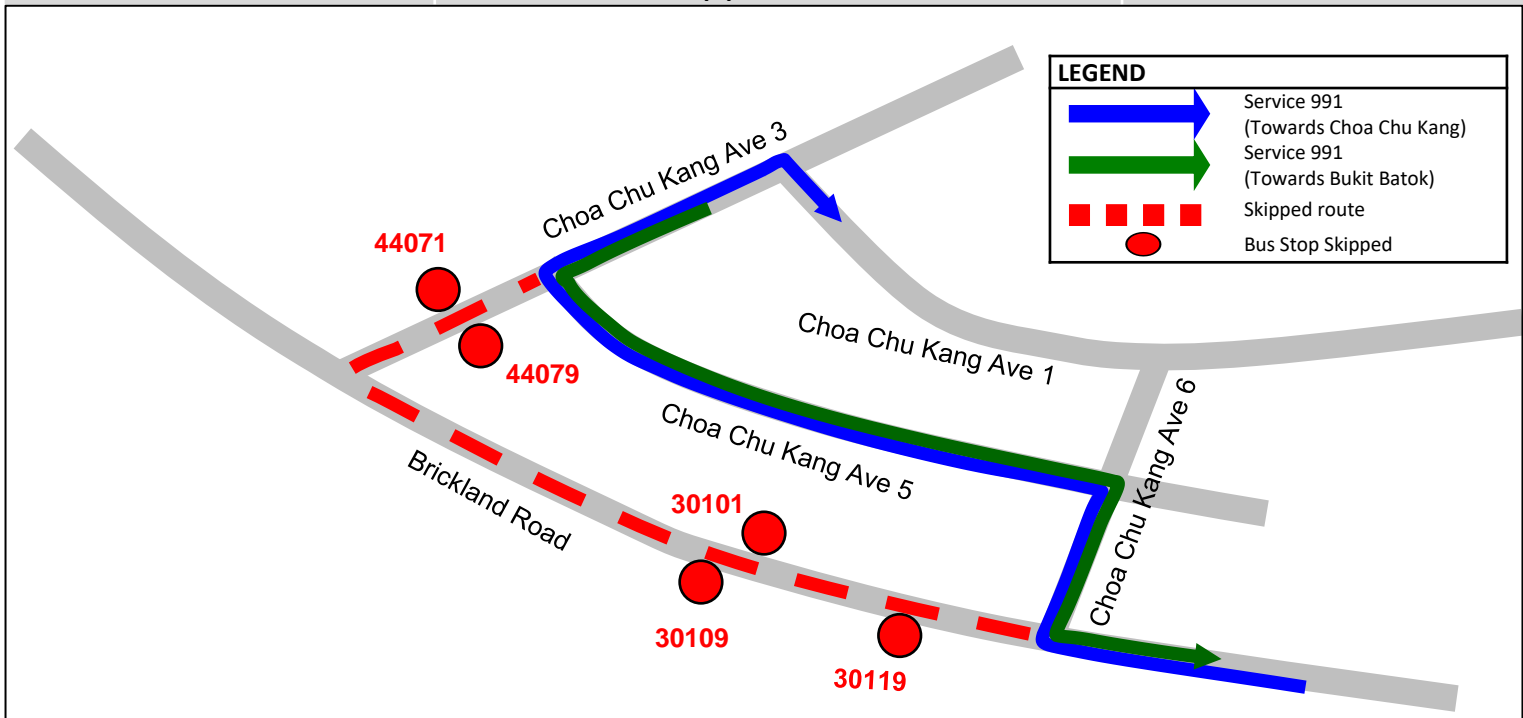 LEGEND
Service 991
(Towards Choa Chu Kang)
Service 991
(Towards Bukit Batok)
Skipped route
Bus Stop Skipped
Choa Chu Kang Ave 3
44071
44079
Choa Chu Kang Ave 1
Choa Chu Kang Ave 6
Choa Chu Kang Ave 5
Brickland Road
30101
30109
30119